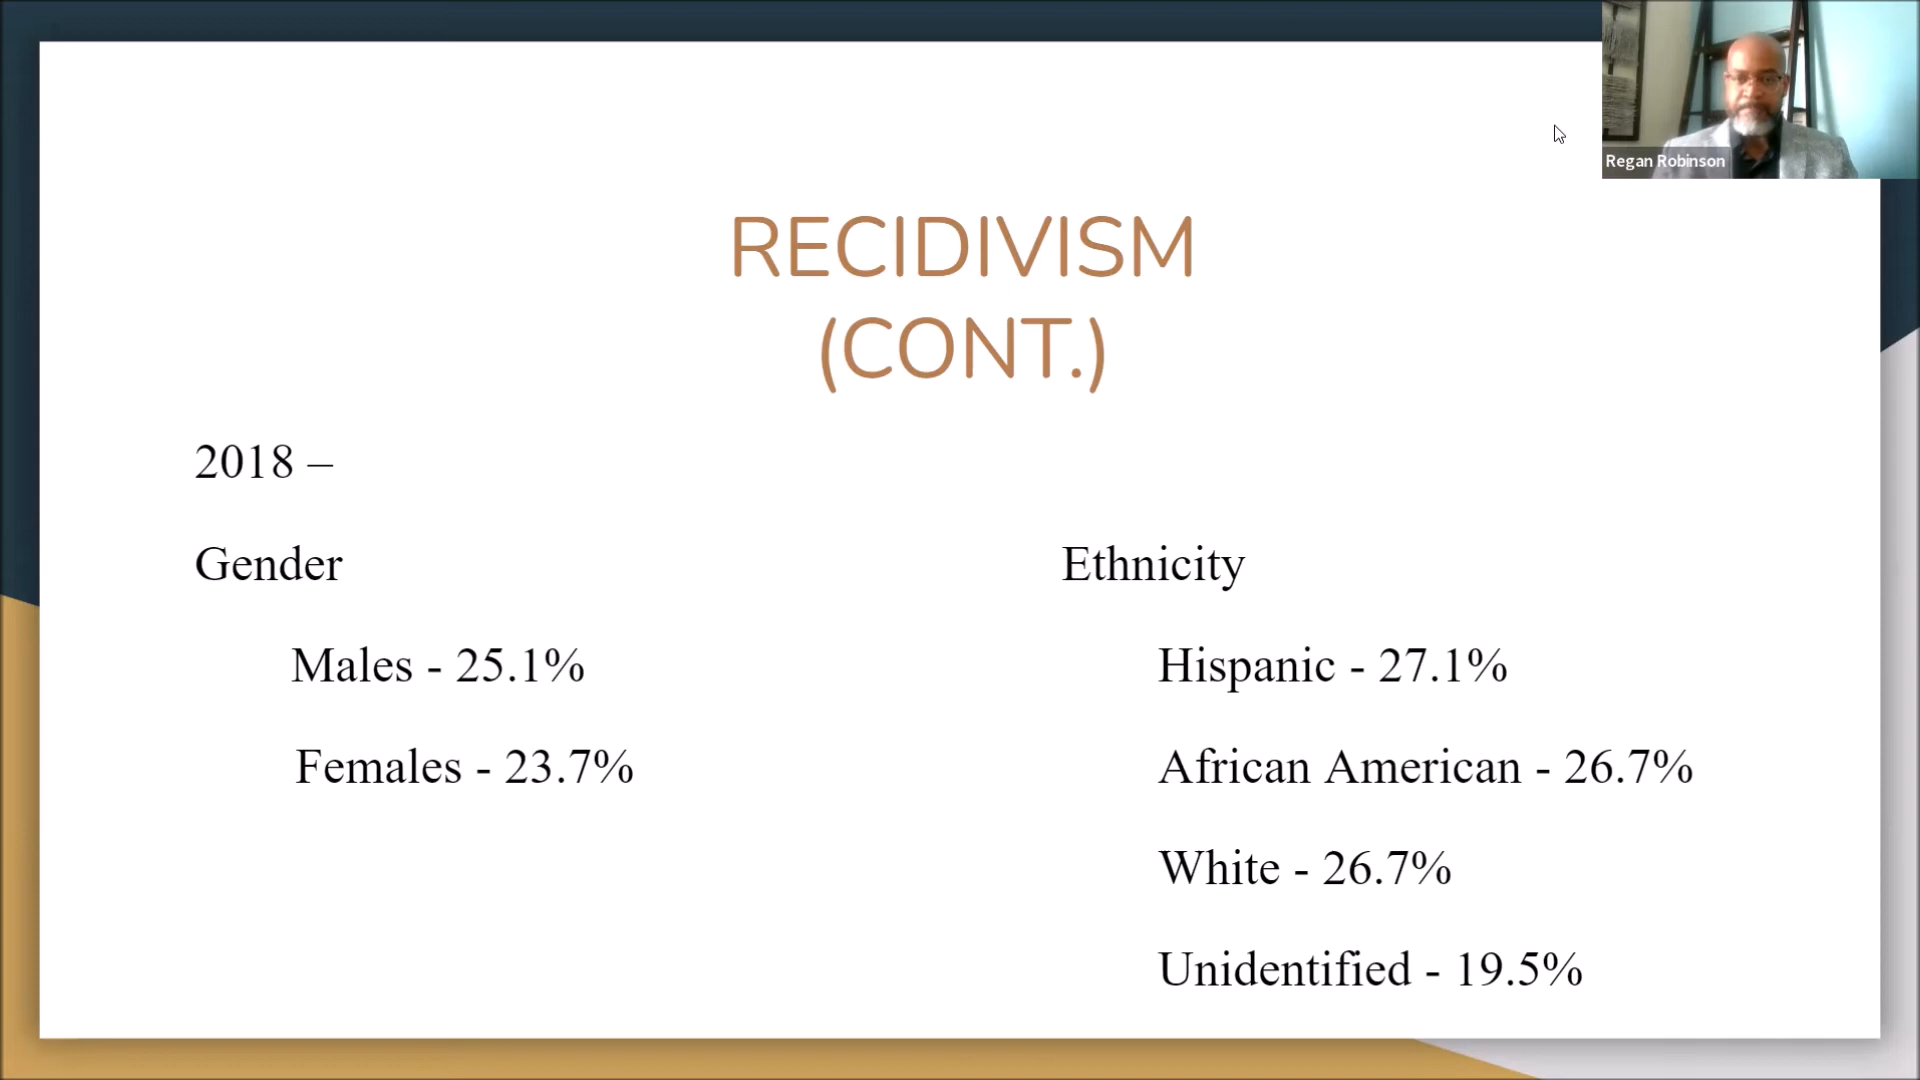 Regan Robinson
RECIDIVISM
(CONT.)
2018 –
Gender
Males - 25.1%
Females - 23.7%
Ethnicity
Hispanic - 27.1%
African American - 26.7%
White - 26.7%
Unidentified - 19.5%